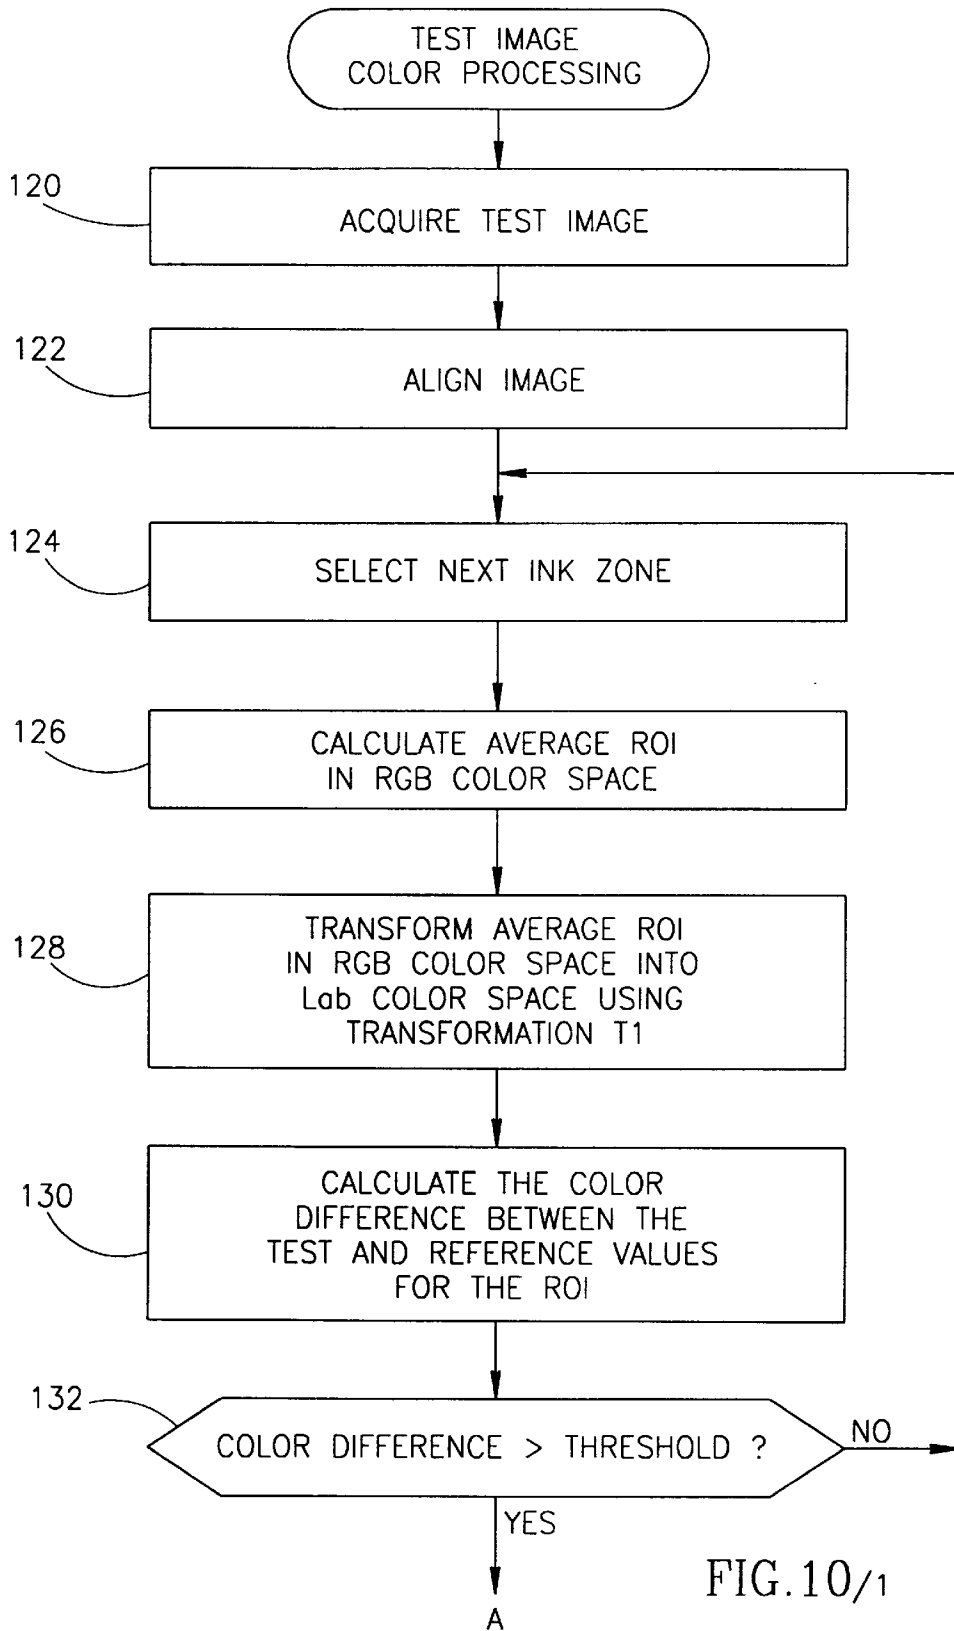 TEST IMAGE
COLOR PROCESSING
120
ACQUIRE TEST IMAGE
122
ALIGN IMAGE
124
SELECT NEXT INK ZONE
126
CALCULATE AVERAGE ROI
IN RGB COLOR SPACE
128
TRANSFORM AVERAGE ROI
IN RGB COLOR SPACE INTO
Lab COLOR SPACE USING
TRANSFORMATION T1
130
CALCULATE THE COLOR
DIFFERENCE BETWEEN THE
TEST AND REFERENCE VALUES
FOR THE ROI
132
COLOR DIFFERENCE > THRESHOLD ?
NO
YES
A
FIG.10/1